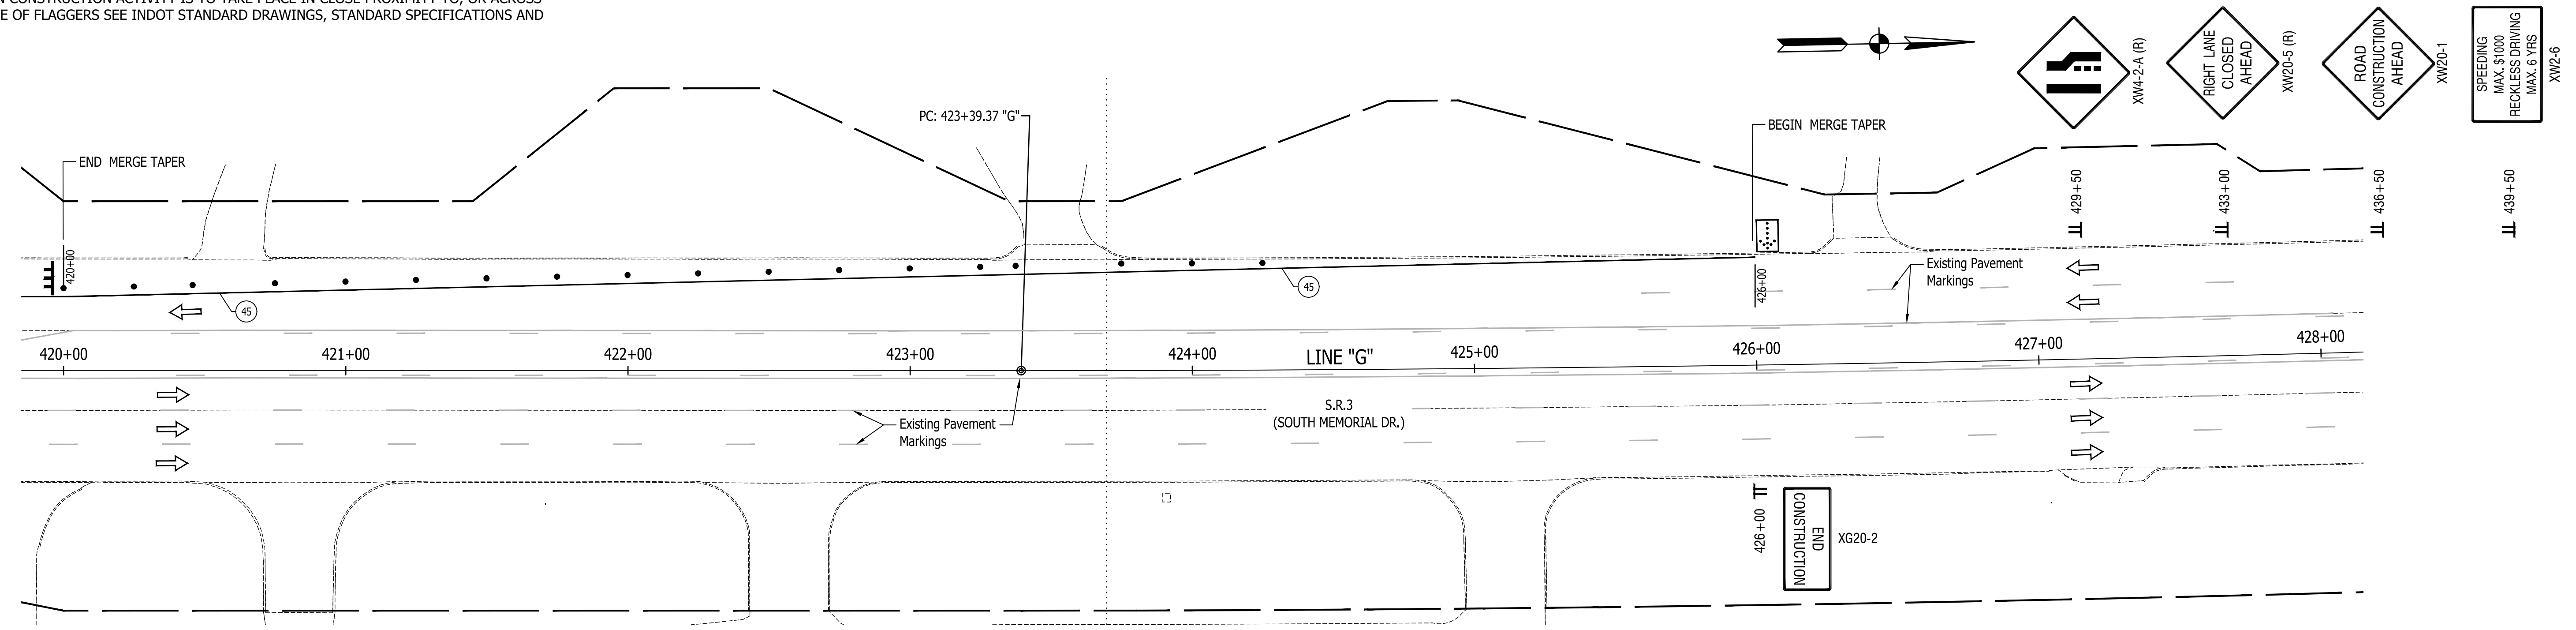 N CONSTRUCTION ACTIVITY IS TO TAKE PLACE IN CLOSE PROXIMITY TO, OR ACROSS
E OF FLAGGERS SEE INDOT STANDARD DRAWINGS, STANDARD SPECIFICATIONS AND
XW4-2-A (R)
RIGHT LANE
CLOSED
AHEAD
XW20-5 (R)
ROAD
CONSTRUCTION
AHEAD
XW20-1
SPEEDING
MAX. $1000
RECKLESS DRIVING
MAX. 6 YRS
XW2-6
END MERGE TAPER
PC: 423+39.37 "G"
BEGIN MERGE TAPER
429+50
433+00
436+50
439+50
420+00
45
45
426+00
Existing Pavement
Markings
420+00
421+00
422+00
423+00
424+00
LINE "G"
425+00
426+00
427+00
428+00
Existing Pavement
Markings
S.R.3
(SOUTH MEMORIAL DR.)
426+00
END
CONSTRUCTION
XG20-2